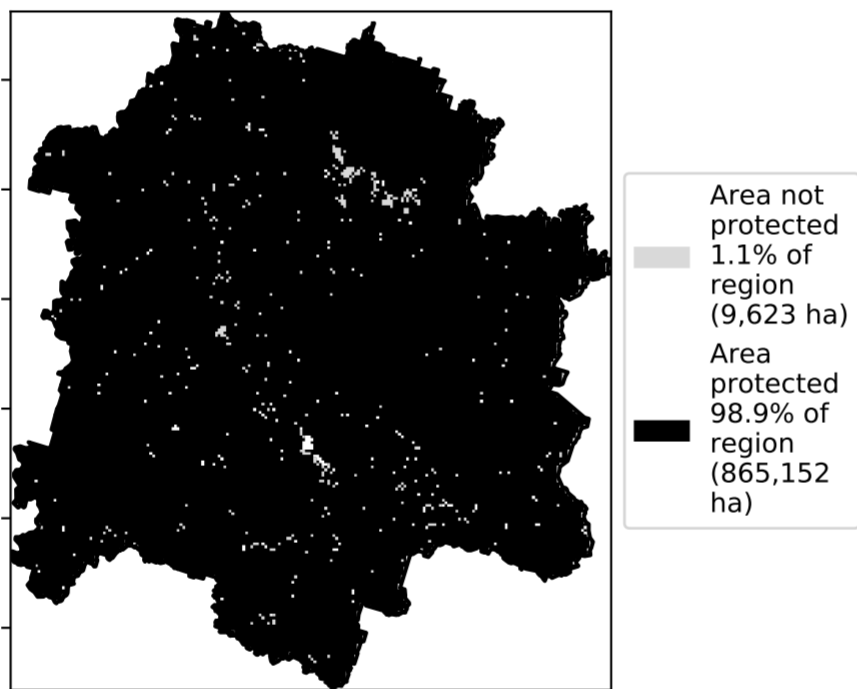 Area not
protected
1.1% of
region
(9,623 ha)
Area
protected
98.9% of
region
(865,152
ha)